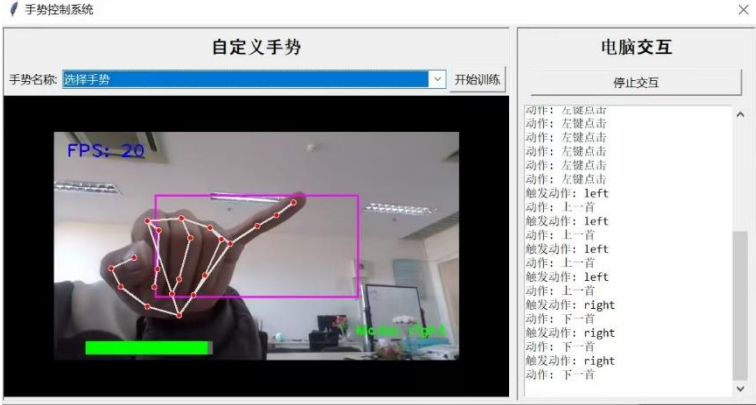 手势控制系统
自定义手势
手势名称: 选择手势
开始训练
FPS: 20
Mode: right
电脑交互
停止交互
动作: 左键点击
动作: 左键点击
动作: 左键点击
动作: 左键点击
动作: 左键点击
动作: 左键点击
触发动作: left
动作: 上一首
触发动作: left
动作: 上一首
触发动作: left
动作: 上一首
触发动作: left
动作: 上一首
触发动作: right
动作: 下一首
触发动作: right
动作: 下一首
触发动作: right
动作: 下一首